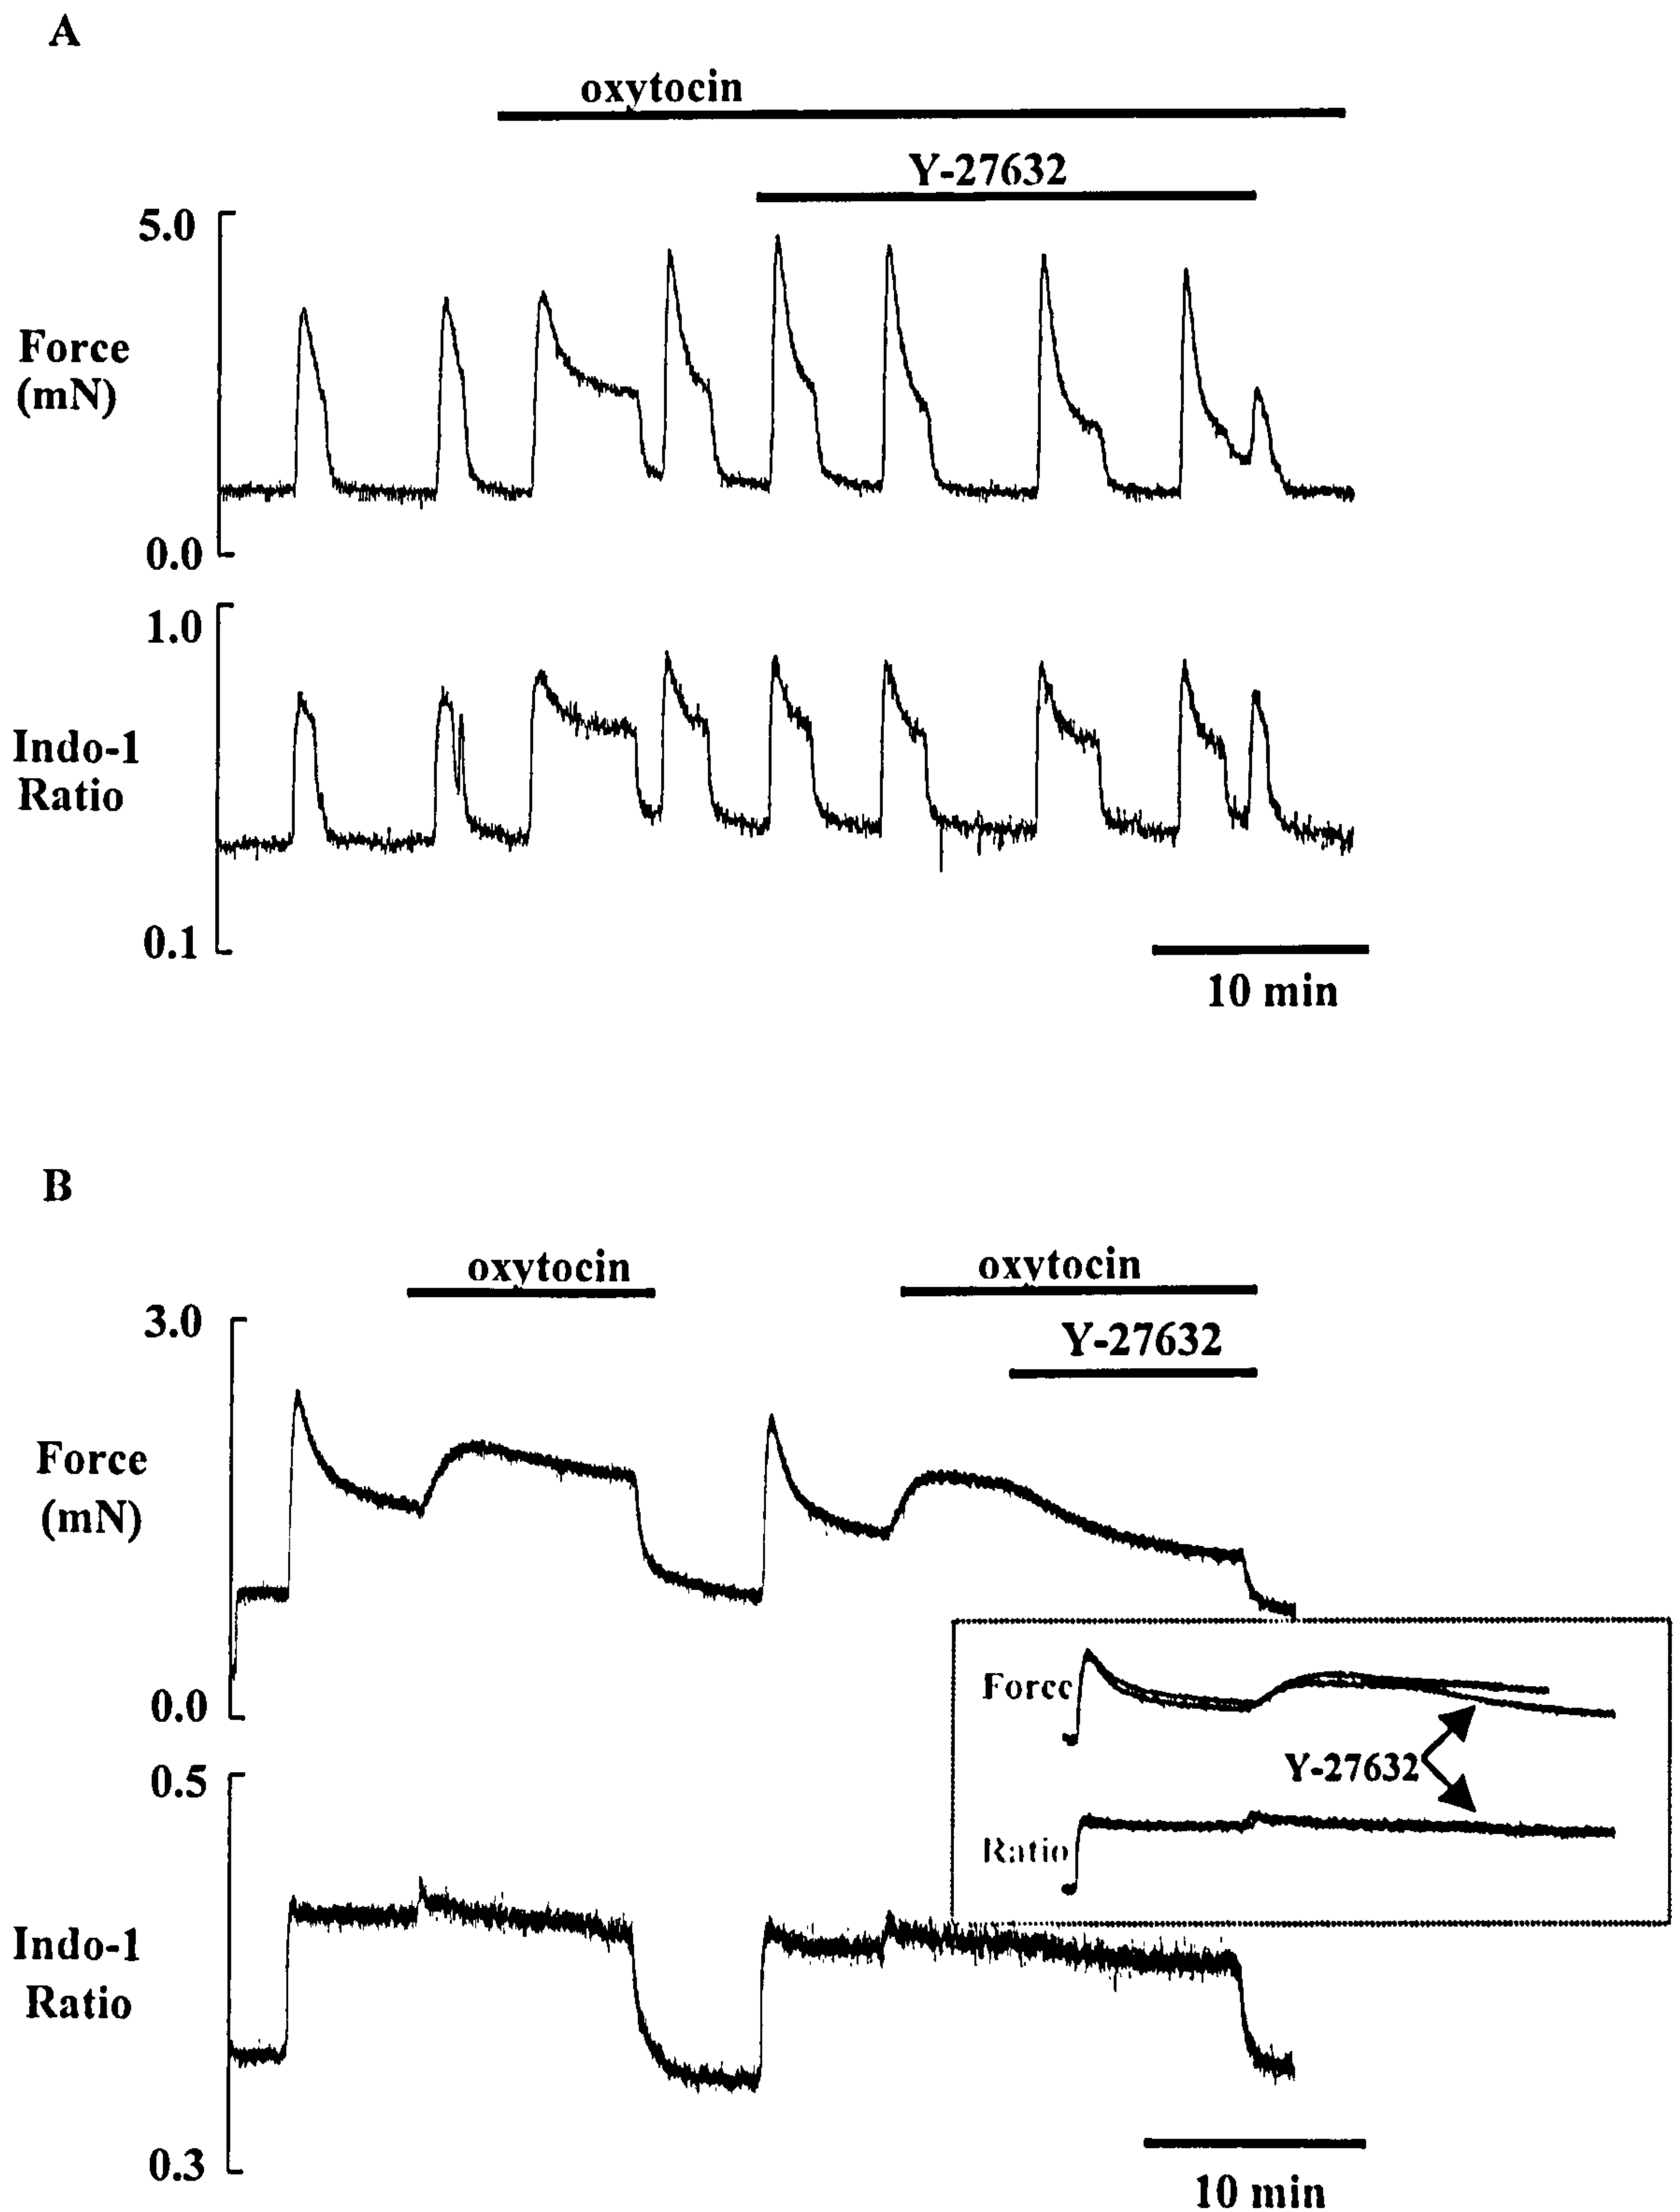 A
oxytocin
Y-27632
5.0
Force
(mN)
0.0
1.0
Indo-1
Ratio
0.1
10 min
B
oxytocin
oxytocin
Y-27632
3.0
Force
(mN)
0.0
Force
Y-27632
Ratio
0.5
Indo-1
Ratio
0.3
10 min